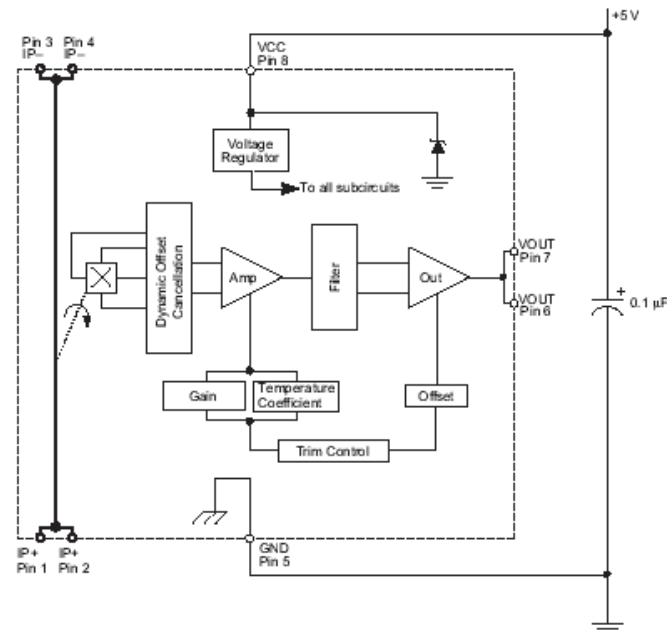 +5 V
Pin 3
IP–
Pin 4
IP–
VCC
Pin 8
Voltage
Regulator
To all subcircuits
Dynamic Offset
Cancellation
Amp
Filter
Out
VOUT
Pin 7
VOUT
Pin 6
+
0.1 µF
Gain
Temperature
Coefficient
Offset
Trim Control
IP+
Pin 1
IP+
Pin 2
GND
Pin 5